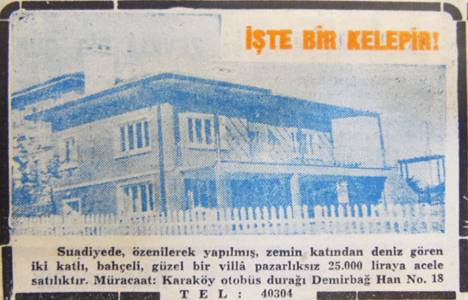 İŞTE BİR KELEPİR!
Suadiyede, özenilerek yapılmış, zemin katından deniz gören
iki katlı, bahçeli, güzel bir villâ pazarlıksız 25.000 liraya acele
satılıktır. Müracaat: Karaköy otobüs durağı Demirbağ Han No. 18
TEL: 40304